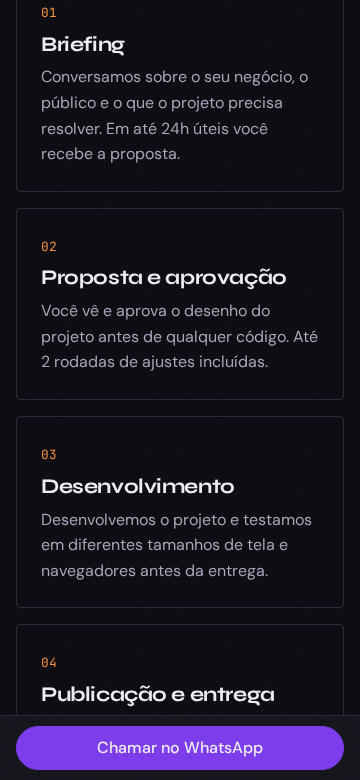 01
Briefing
Conversamos sobre o seu negócio, o
público e o que o projeto precisa
resolver. Em até 24h úteis você
recebe a proposta.
02
Proposta e aprovação
Você vê e aprova o desenho do
projeto antes de qualquer código. Até
2 rodadas de ajustes incluídas.
03
Desenvolvimento
Desenvolvemos o projeto e testamos
em diferentes tamanhos de tela e
navegadores antes da entrega.
04
Publicação e entrega
Chamar no WhatsApp